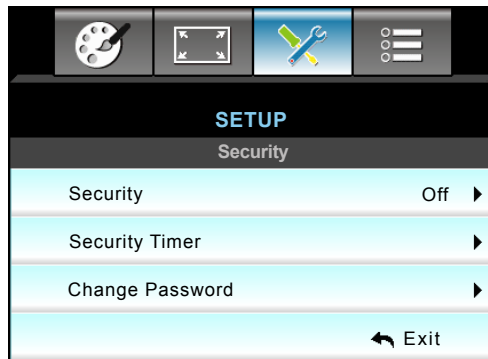 SETUP
Security
Security Off
Security Timer
Change Password
Exit